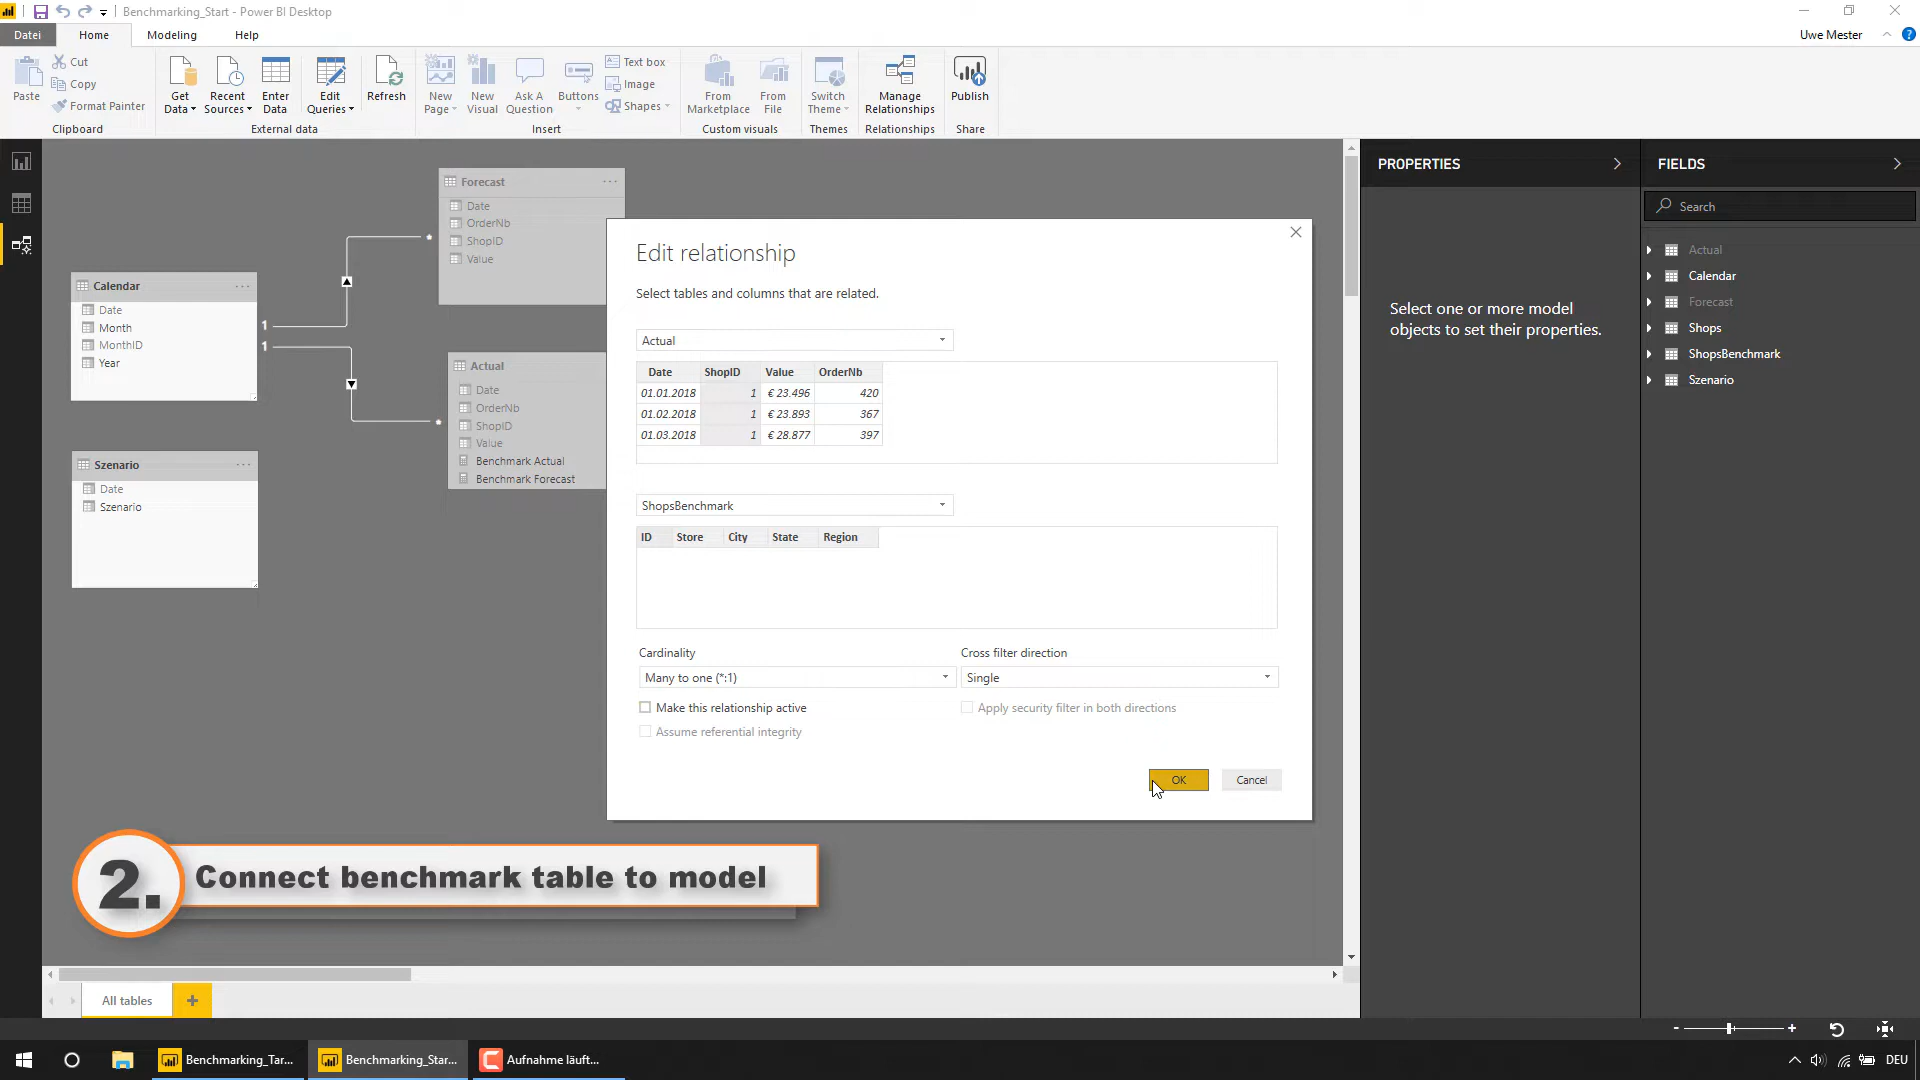 Benchmarking_Start - Power BI Desktop
Datei
Home
Modeling
Help
Uwe Mester
Paste
Cut
Copy
Format Painter
Clipboard
Get Data
Recent Sources
Enter Data
Edit Queries
Refresh
External data
New Page
New Visual
Ask A Question
Buttons
Text box
Image
Shapes
Insert
From Marketplace
From File
Custom visuals
Switch Theme
Themes
Manage Relationships
Relationships
Publish
Share
Forecast
Date
OrderNb
ShopID
Value
Calendar
Date
Month
MonthID
Year
1
1
Actual
Date
OrderNb
ShopID
Value
Benchmark Actual
Benchmark Forecast
Szenario
Date
Szenario
Edit relationship
Select tables and columns that are related.
Actual
Date ShopID Value OrderNb
01.01.2018 1 € 23.496 420
01.02.2018 1 € 23.893 367
01.03.2018 1 € 28.877 397
ShopsBenchmark
ID Store City State Region
Cardinality
Many to one (*:1)
Cross filter direction
Single
Make this relationship active
Apply security filter in both directions
Assume referential integrity
OK
Cancel
PROPERTIES
Select one or more model
objects to set their properties.
FIELDS
Search
Actual
Calendar
Forecast
Shops
ShopsBenchmark
Szenario
2. Connect benchmark table to model
All tables
Benchmarking_Tar...
Benchmarking_Star...
Aufnahme läuft...
DEU